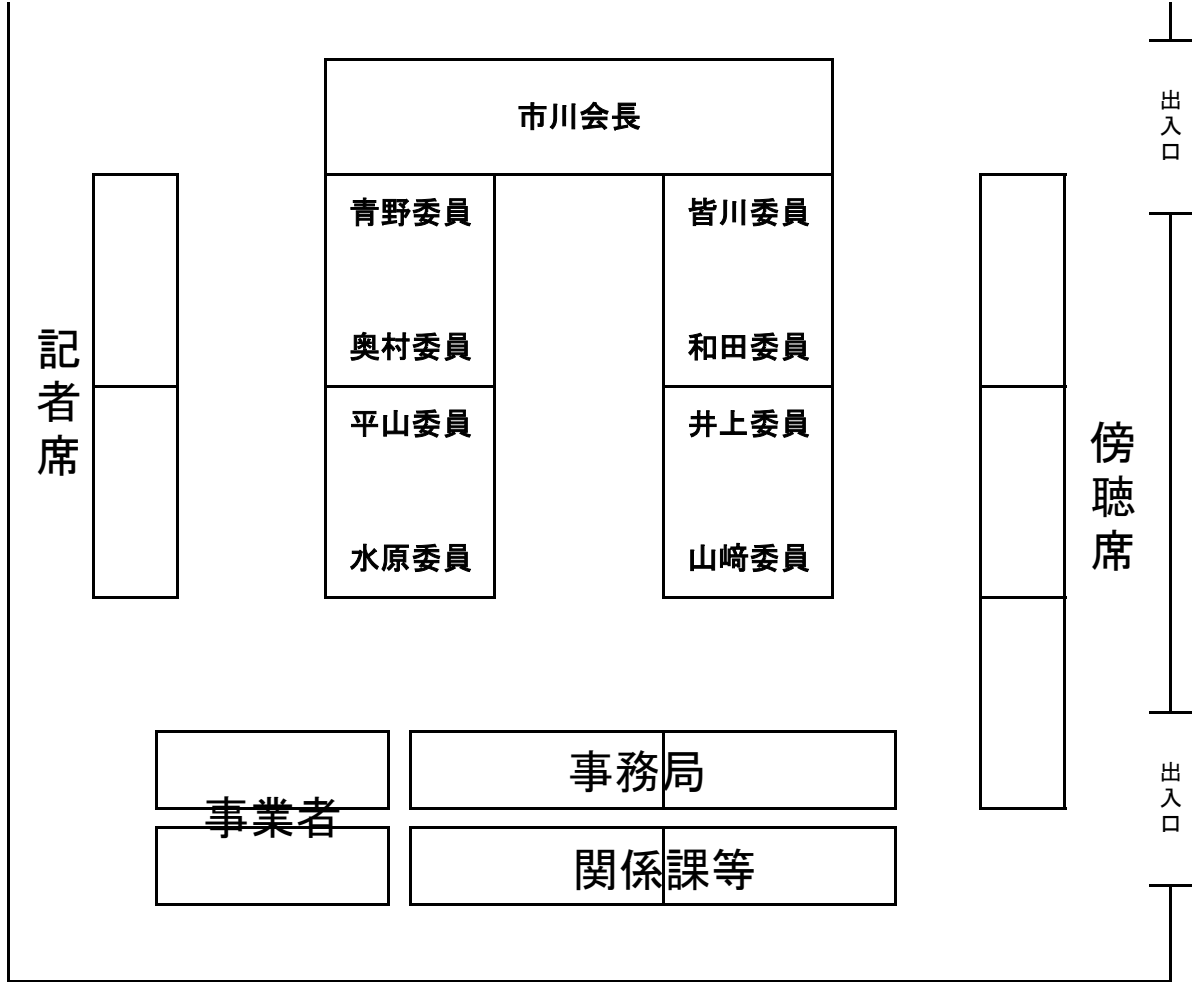 市川会長
出入口
青野委員
皆川委員
奥村委員
和田委員
記者席
平山委員
井上委員
傍聴席
水原委員
山﨑委員
事務局
事業者
出入口
関係課等